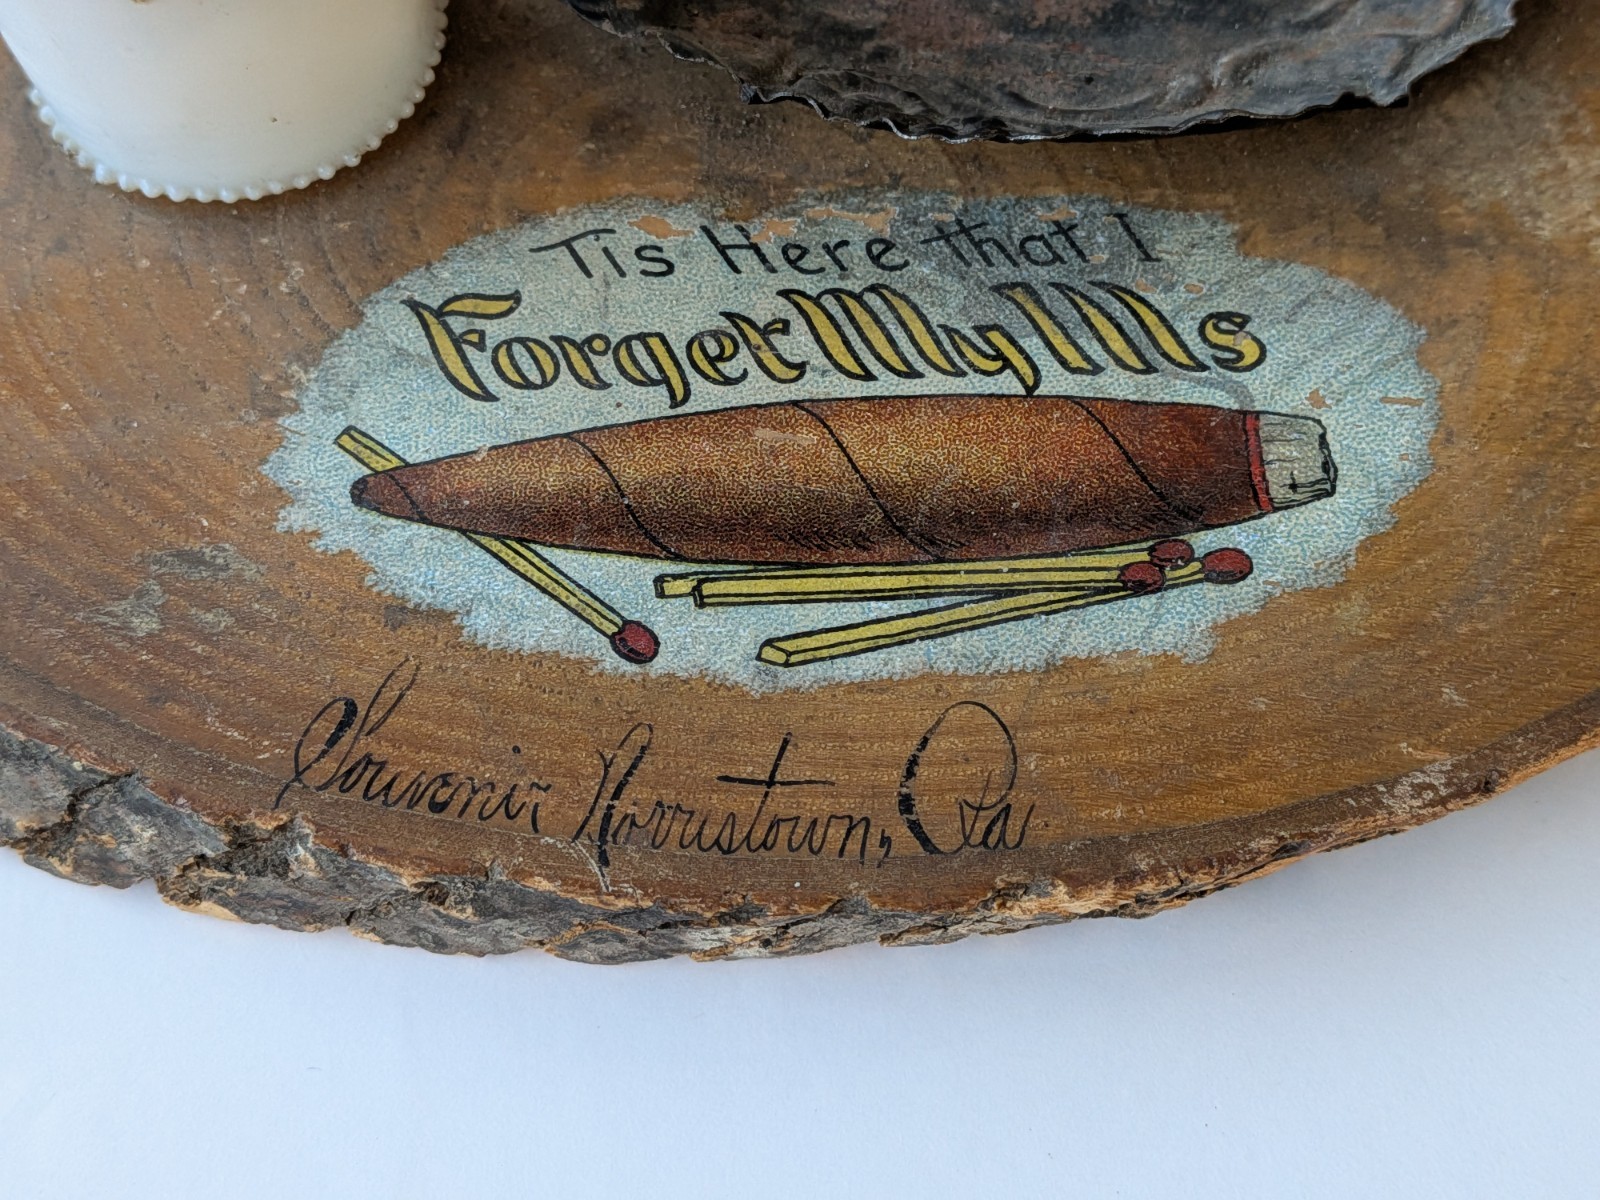 Tis Here that I
Forget My Ills
Souvenir Norristown, Pa.